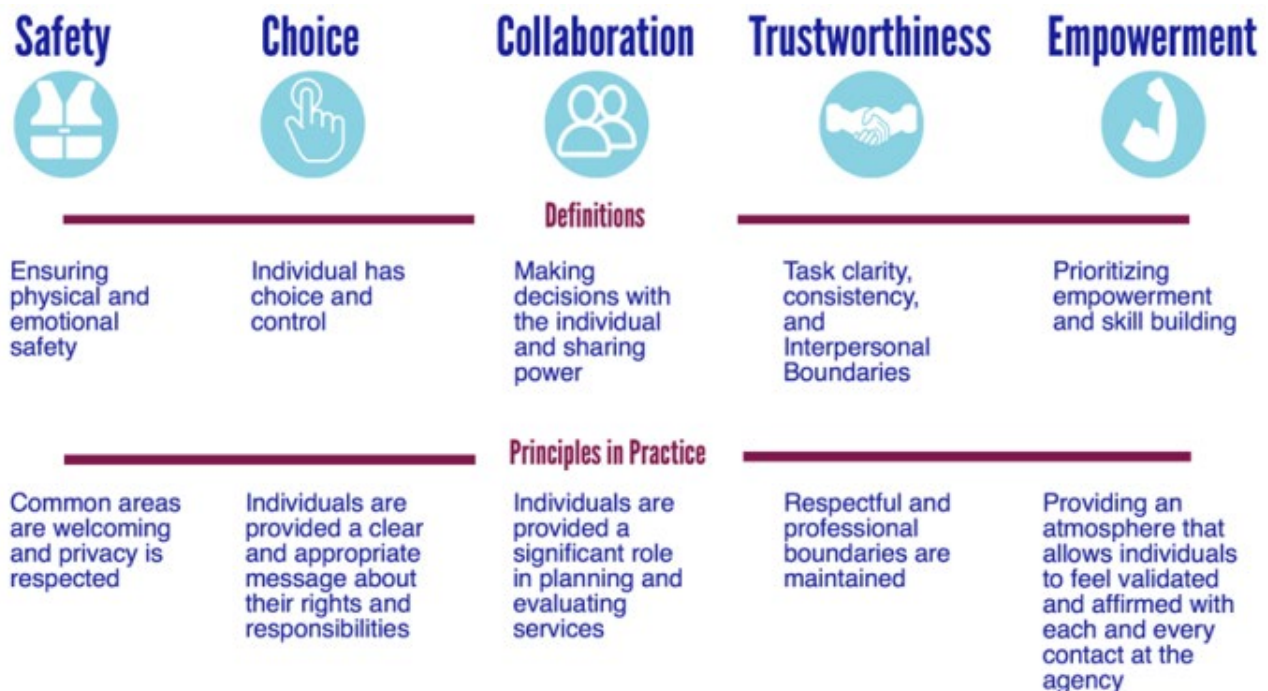 Safety
Choice
Collaboration
Trustworthiness
Empowerment
Definitions
Ensuring
physical and
emotional
safety
Individual has
choice and
control
Making
decisions with
the individual
and sharing
power
Task clarity,
consistency,
and
Interpersonal
Boundaries
Prioritizing
empowerment
and skill building
Principles in Practice
Common areas
are welcoming
and privacy is
respected
Individuals are
provided a clear
and appropriate
message about
their rights and
responsibilities
Individuals are
provided a
significant role
in planning and
evaluating
services
Respectful and
professional
boundaries are
maintained
Providing an
atmosphere that
allows individuals
to feel validated
and affirmed with
each and every
contact at the
agency